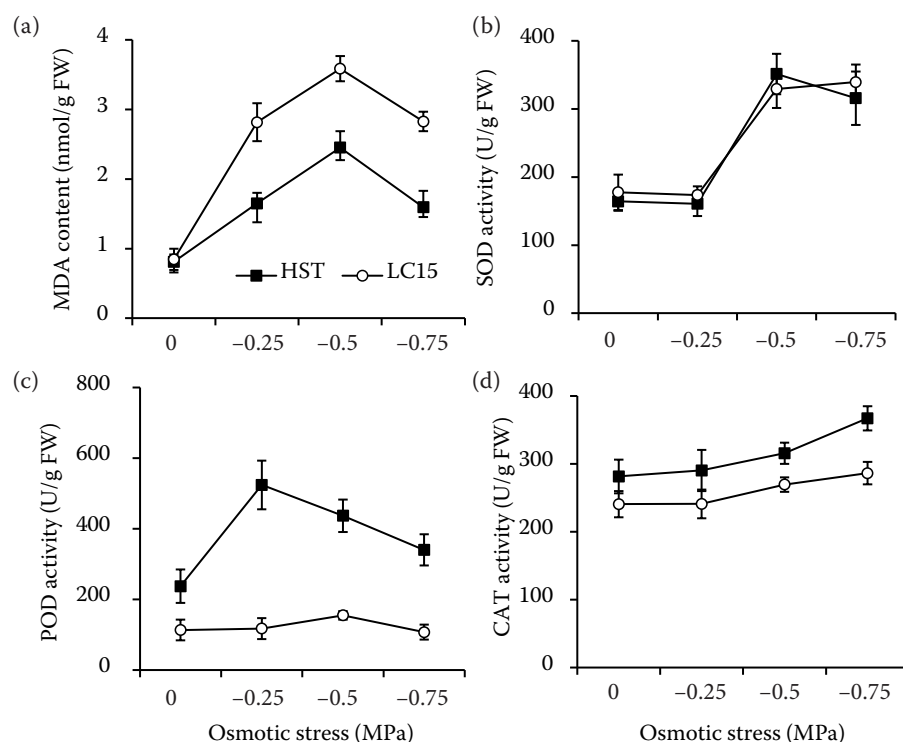 (a)
MDA content (nmol/g FW)
4
3
2
1
0
HST
LC15
0 –0.25 –0.5 –0.75
(b)
SOD activity (U/g FW)
400
300
200
100
0
0 –0.25 –0.5 –0.75
(c)
POD activity (U/g FW)
800
600
400
200
0
0 –0.25 –0.5 –0.75
Osmotic stress (MPa)
(d)
CAT activity (U/g FW)
400
300
200
100
0
0 –0.25 –0.5 –0.75
Osmotic stress (MPa)